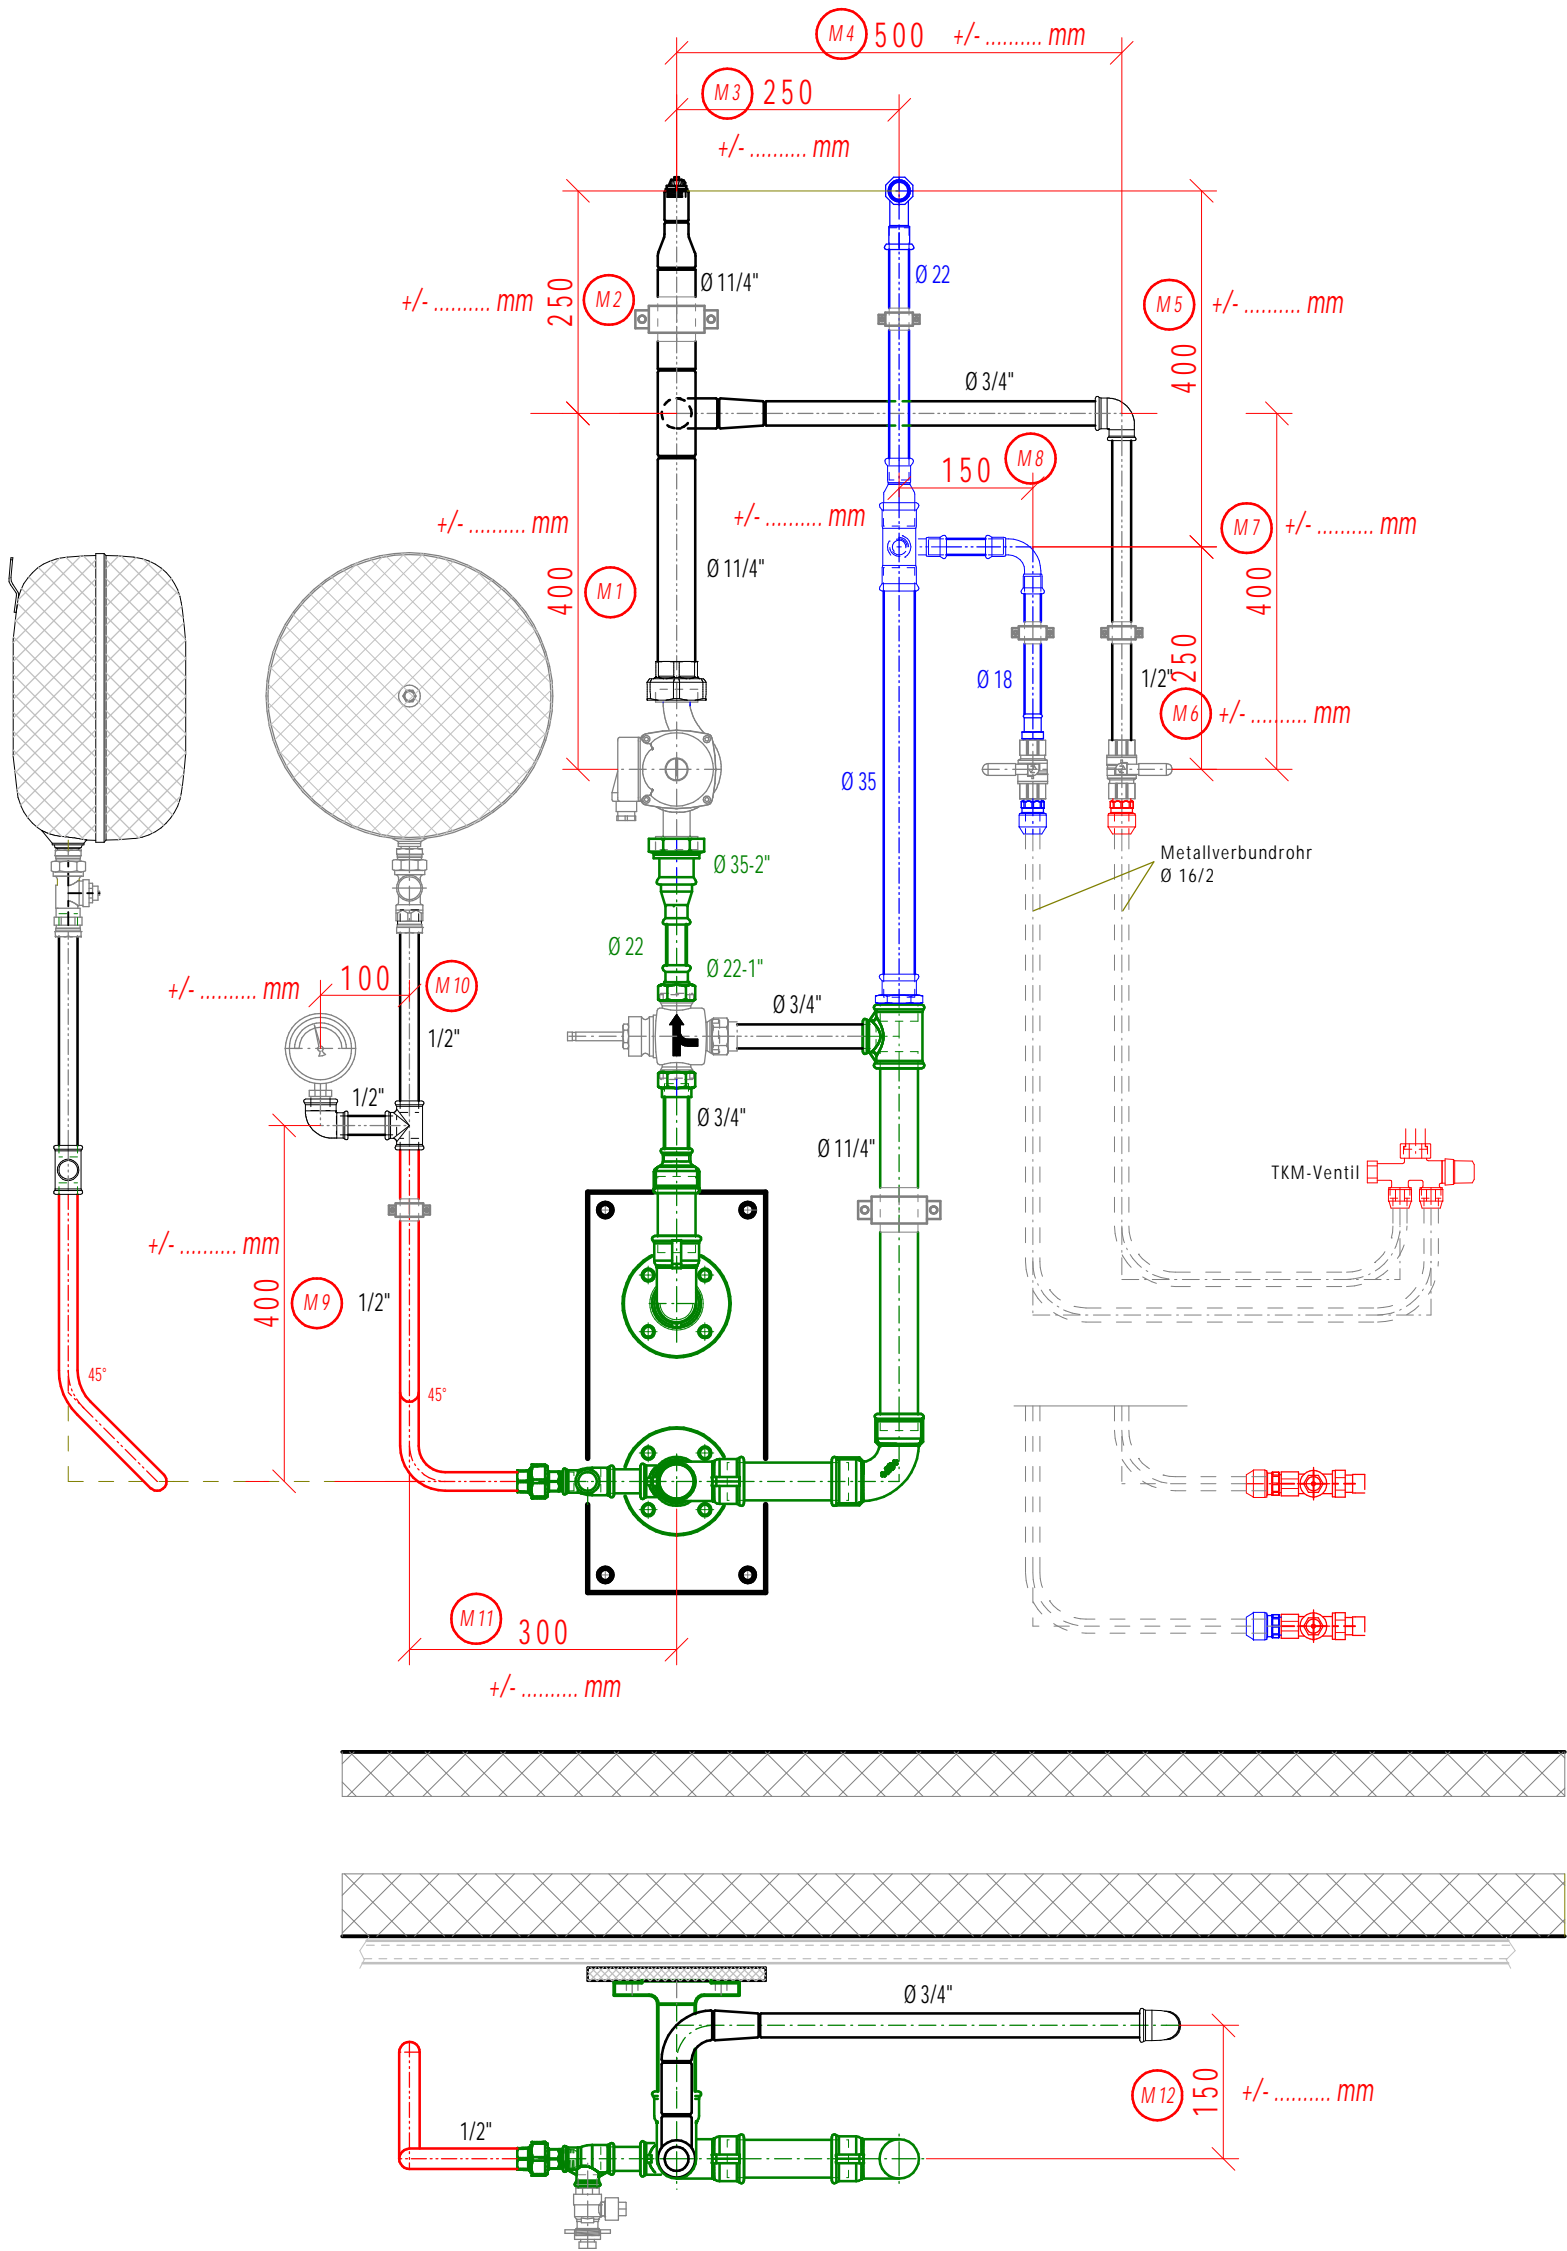 M4 500 +/- .......... mm
M3 250
+/- .......... mm
Ø 11/4"
Ø 22
+/- .......... mm 250 M2
M5 +/- .......... mm
400
Ø 3/4"
150 M8
+/- .......... mm
+/- .......... mm
M7 +/- .......... mm
Ø 11/4"
400 M1
400
250
Ø 18
1/2"
M6 +/- .......... mm
Ø 35
Metallverbundrohr
Ø 16/2
Ø 35-2"
Ø 22
Ø 22-1"
+/- .......... mm 100 M10
Ø 3/4"
1/2"
1/2"
Ø 3/4"
Ø 11/4"
TKM-Ventil
+/- .......... mm
400 M9 1/2"
45°
45°
M11 300
+/- .......... mm
Ø 3/4"
M12 150 +/- .......... mm
1/2"